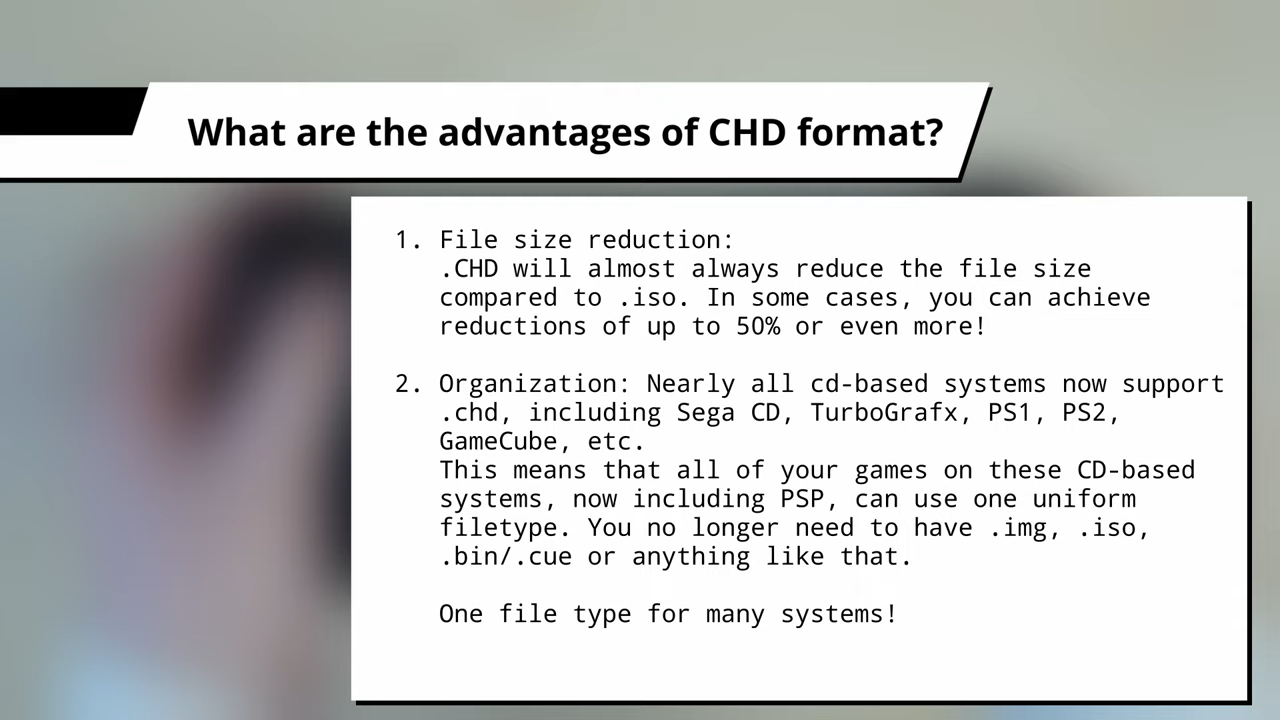 What are the advantages of CHD format?
1. File size reduction:
.CHD will almost always reduce the file size
compared to .iso. In some cases, you can achieve
reductions of up to 50% or even more!
2. Organization: Nearly all cd-based systems now support
.chd, including Sega CD, TurboGrafx, PS1, PS2,
GameCube, etc.
This means that all of your games on these CD-based
systems, now including PSP, can use one uniform
filetype. You no longer need to have .img, .iso,
.bin/.cue or anything like that.
One file type for many systems!